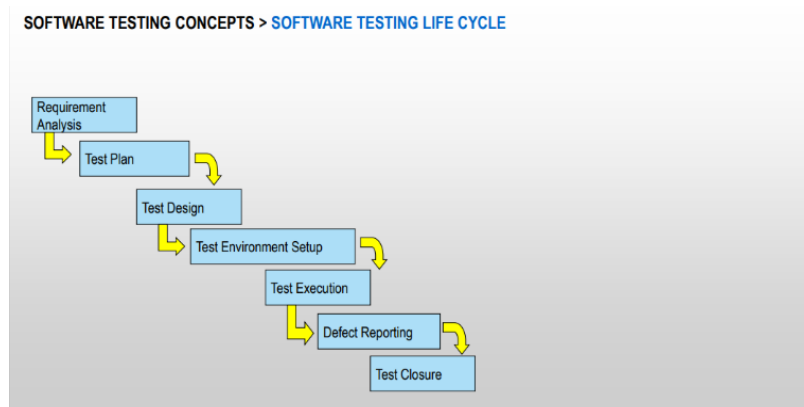 SOFTWARE TESTING CONCEPTS > SOFTWARE TESTING LIFE CYCLE
Requirement
Analysis
Test Plan
Test Design
Test Environment Setup
Test Execution
Defect Reporting
Test Closure